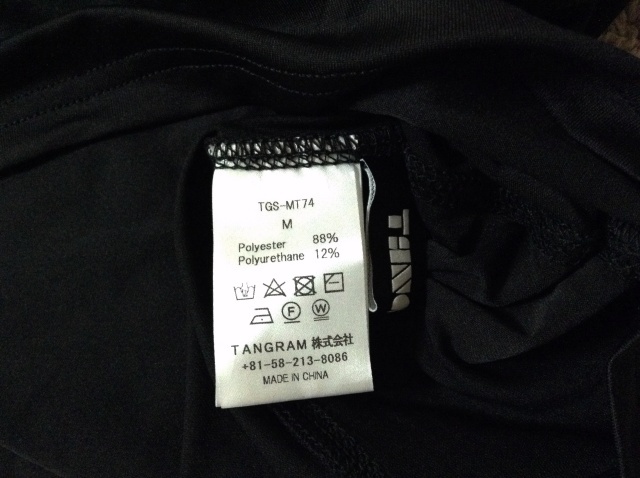 TGS-MT74
M
Polyester 88%
Polyurethane 12%
F W
TANGRAM 株式会社
+81-58-213-8086
MADE IN CHINA